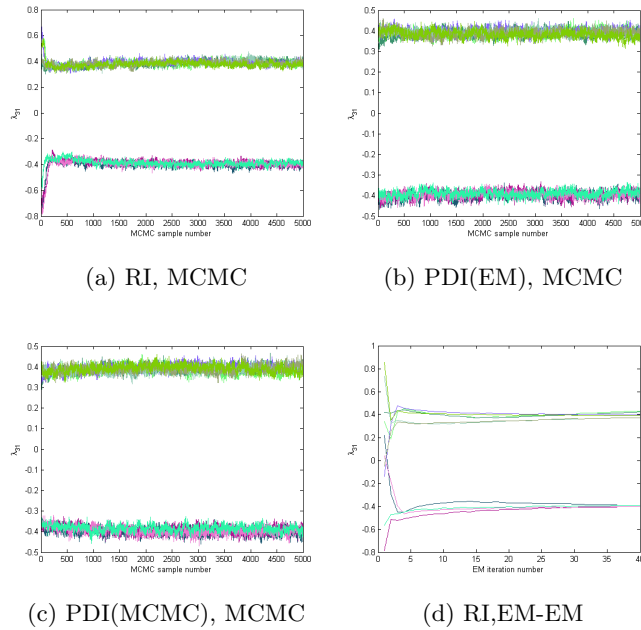 0.8
0.6
0.4
0.2
0
-0.2
-0.4
-0.6
0.8
λ31
0 500 1000 1500 2000 2500 3000 3500 4000 4500 5000
MCMC sample number
(a) RI, MCMC
0.5
0.4
0.3
0.2
0.1
0
-0.1
-0.2
-0.3
-0.4
-0.5
λ31
0 500 1000 1500 2000 2500 3000 3500 4000 4500 5000
MCMC sample number
(b) PDI(EM), MCMC
0.5
0.4
0.3
0.2
0.1
0
-0.1
-0.2
-0.3
-0.4
-0.5
λ31
0 500 1000 1500 2000 2500 3000 3500 4000 4500 5000
MCMC sample number
(c) PDI(MCMC), MCMC
1
0.8
0.6
0.4
0.2
0
-0.2
-0.4
-0.6
-0.8
λ31
0 5 10 15 20 25 30 35 40
EM iteration number
(d) RI,EM-EM